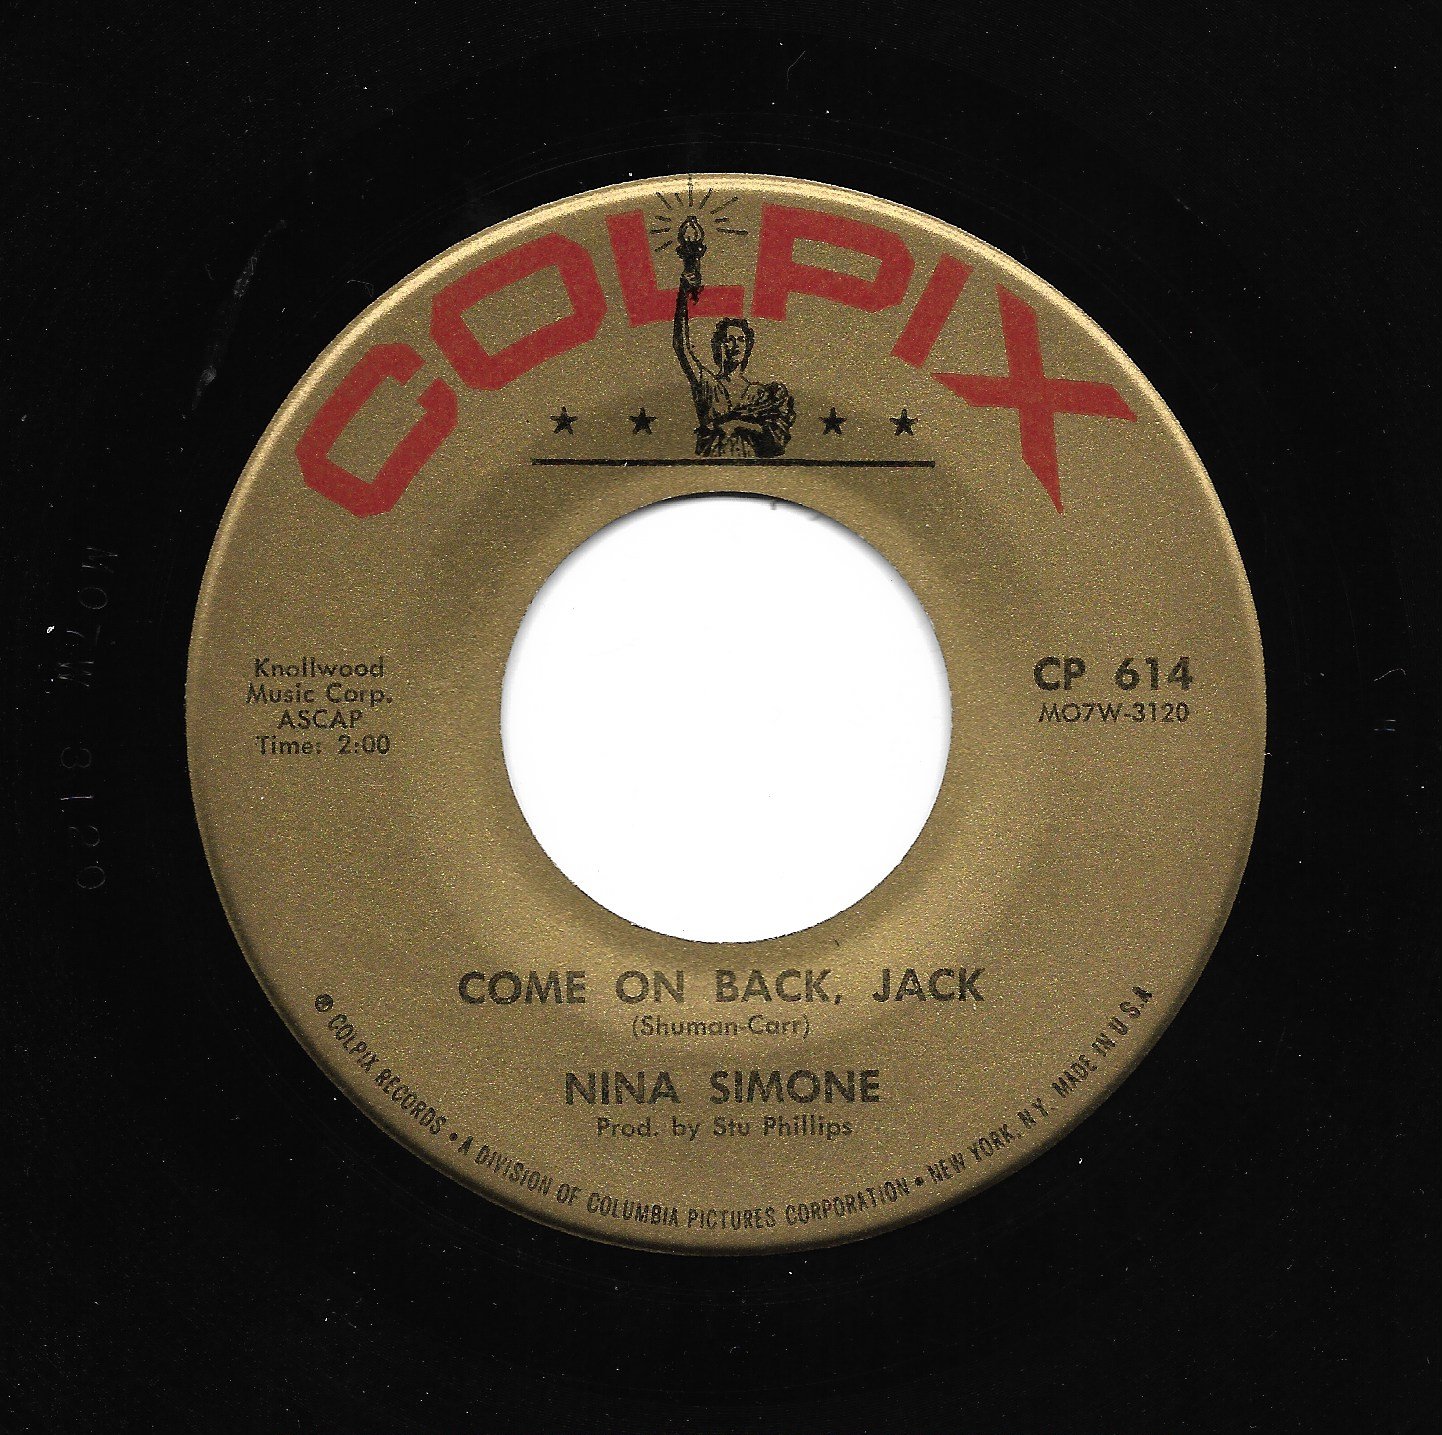 COLPIX
Knollwood
Music Corp.
ASCAP
Time: 2:00
CP 614
MO7W-3120
COME ON BACK, JACK
(Shuman-Carr)
NINA SIMONE
Prod. by Stu Phillips
℗ COLPIX RECORDS • A DIVISION OF COLUMBIA PICTURES CORPORATION • NEW YORK, N.Y. MADE IN U.S.A
MO7W 3120